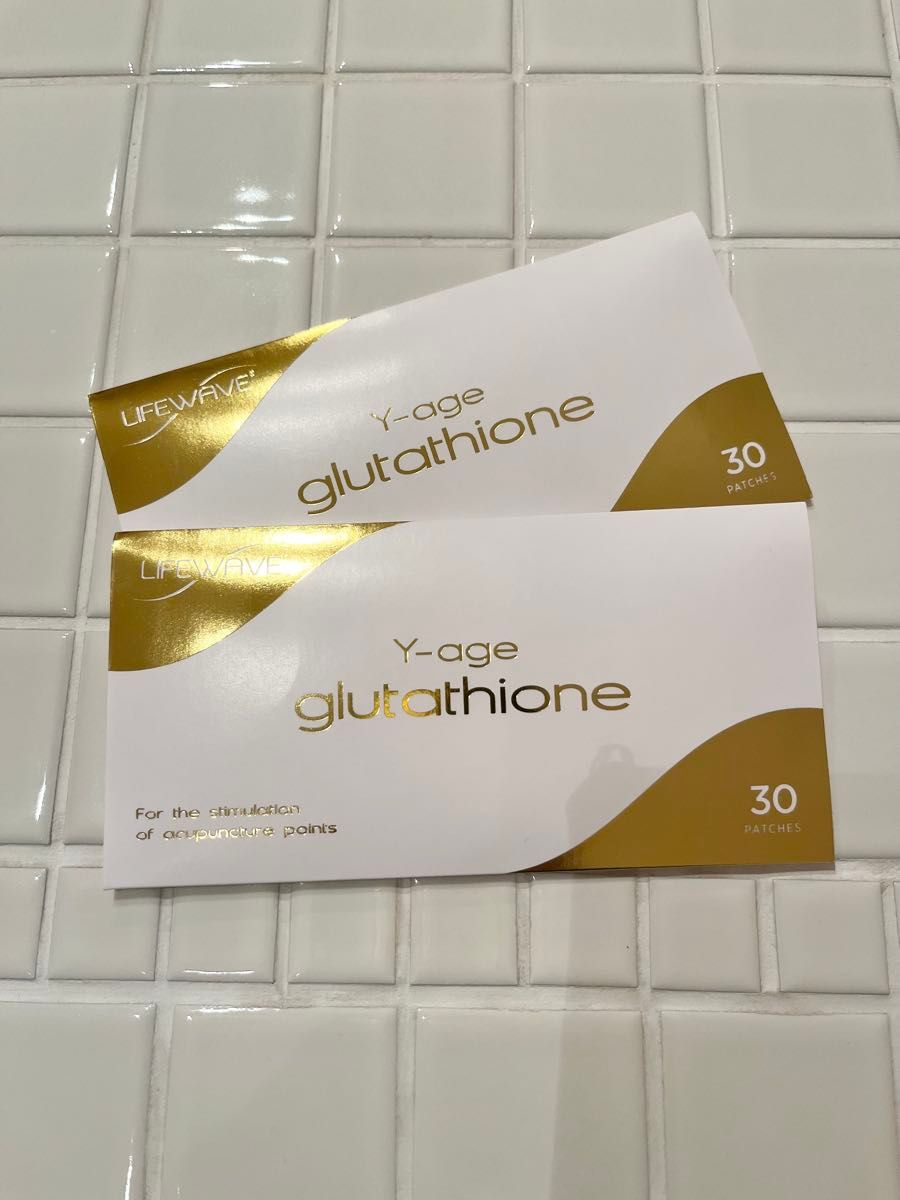 LIFEWAVE®
Y-age
glutathione
30
PATCHES
LIFEWAVE
Y-age
glutathione
For the stimulation
of acupuncture points
30
PATCHES